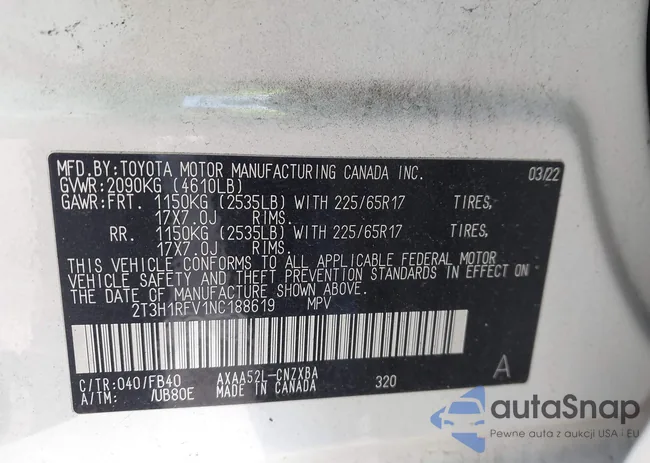 MFD.BY:TOYOTA MOTOR MANUFACTURING CANADA INC. 03/22
GVWR:2090KG (4610LB)
GAWR:FRT. 1150KG (2535LB) WITH 225/65R17 TIRES,
17X7.0J RIMS.
RR. 1150KG (2535LB) WITH 225/65R17 TIRES,
17X7.0J RIMS.
THIS VEHICLE CONFORMS TO ALL APPLICABLE FEDERAL MOTOR
VEHICLE SAFETY AND THEFT PREVENTION STANDARDS IN EFFECT ON
THE DATE OF MANUFACTURE SHOWN ABOVE.
2T3H1RFV1NC188619 MPV
C/TR:040/FB40 AXAA52L-CNZXBA 320 A
A/TM: /UB80E MADE IN CANADA
autaSnap
Pewne auta z aukcji USA i EU